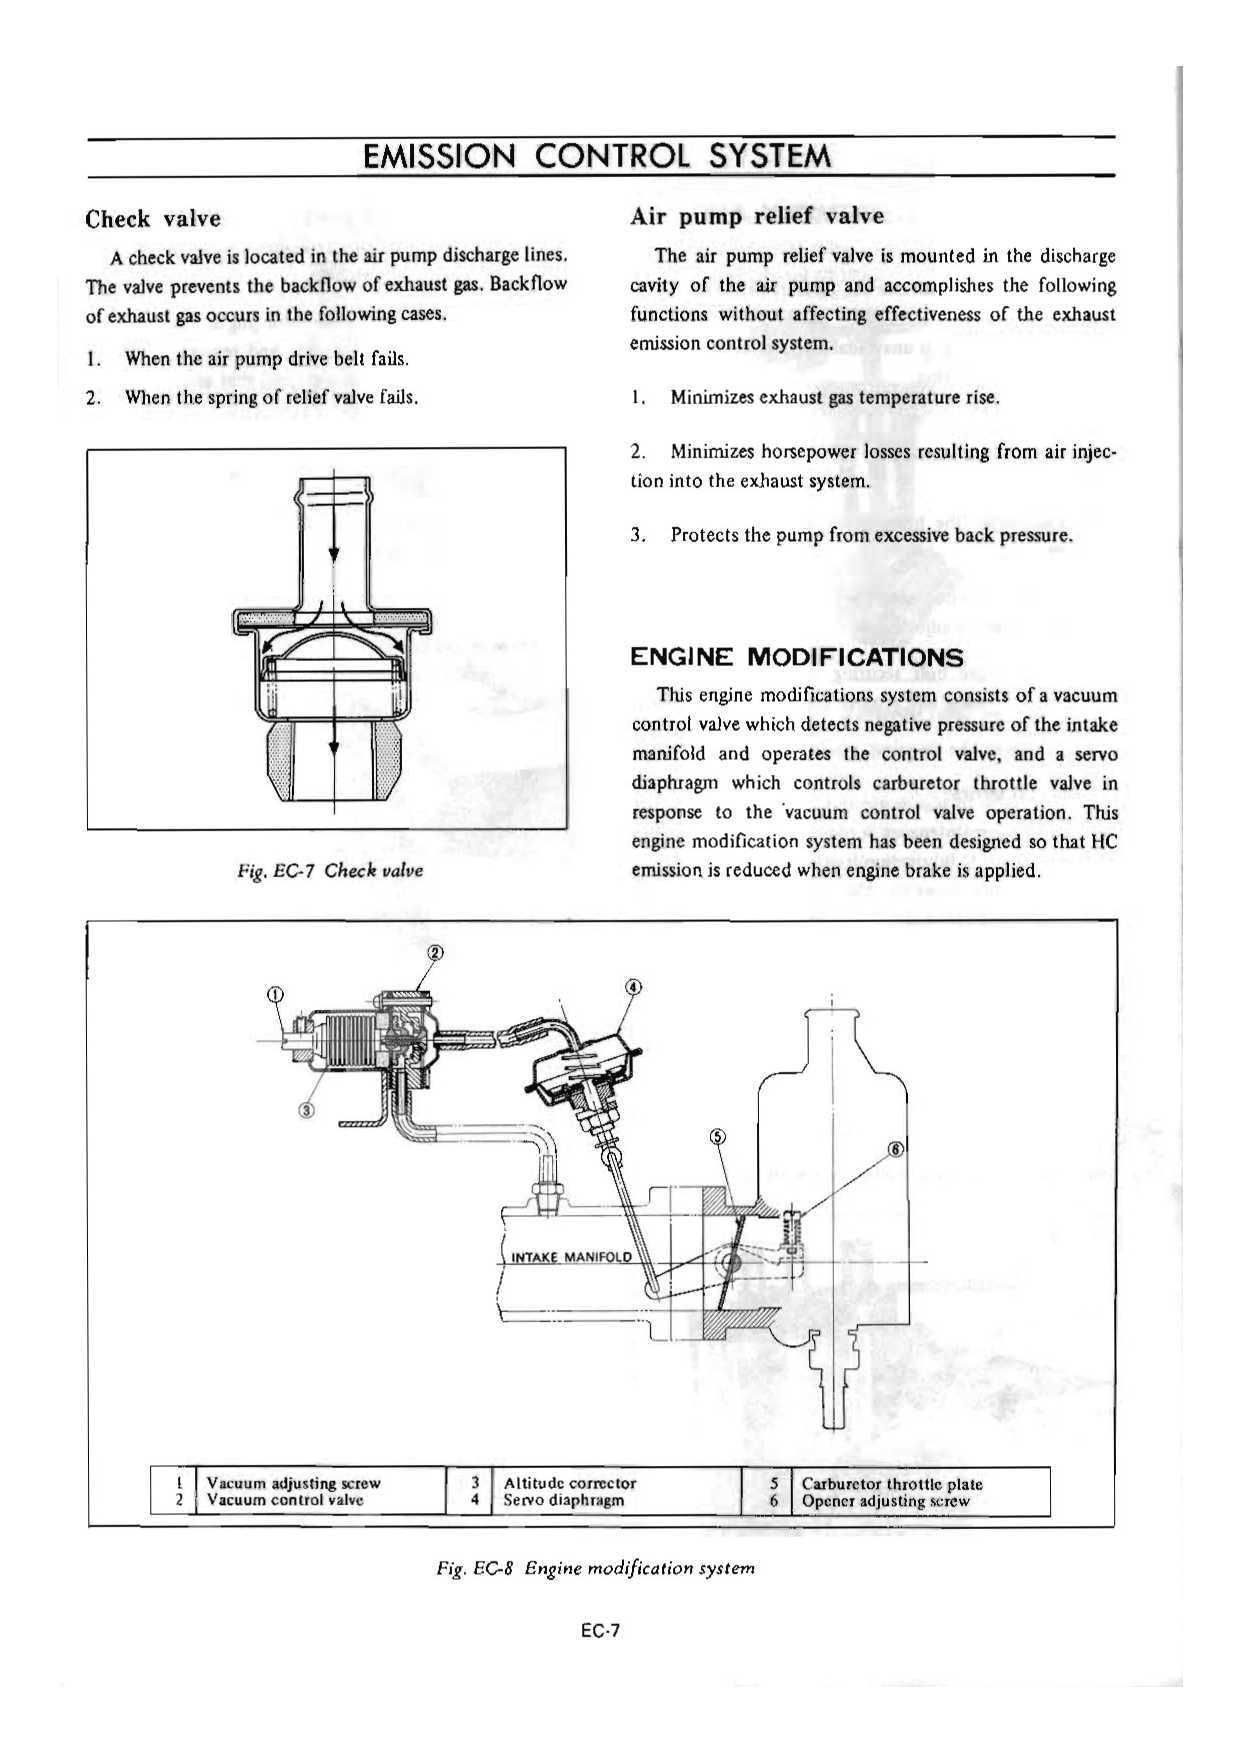 EMISSION CONTROL SYSTEM
Check valve
A check valve is located in the air pump discharge lines.
The valve prevents the backflow of exhaust gas. Backflow
of exhaust gas occurs in the following cases.
1. When the air pump drive belt fails.
2. When the spring of relief valve fails.
Fig. EC-7 Check valve
Air pump relief valve
The air pump relief valve is mounted in the discharge
cavity of the air pump and accomplishes the following
functions without affecting effectiveness of the exhaust
emission control system.
1. Minimizes exhaust gas temperature rise.
2. Minimizes horsepower losses resulting from air injec-
tion into the exhaust system.
3. Protects the pump from excessive back pressure.
ENGINE MODIFICATIONS
This engine modifications system consists of a vacuum
control valve which detects negative pressure of the intake
manifold and operates the control valve, and a servo
diaphragm which controls carburetor throttle valve in
response to the vacuum control valve operation. This
engine modification system has been designed so that HC
emission is reduced when engine brake is applied.
①
②
③
④
⑤
⑥
INTAKE MANIFOLD
1 Vacuum adjusting screw
2 Vacuum control valve
3 Altitude corrector
4 Servo diaphragm
5 Carburetor throttle plate
6 Opener adjusting screw
Fig. EC-8 Engine modification system
EC-7